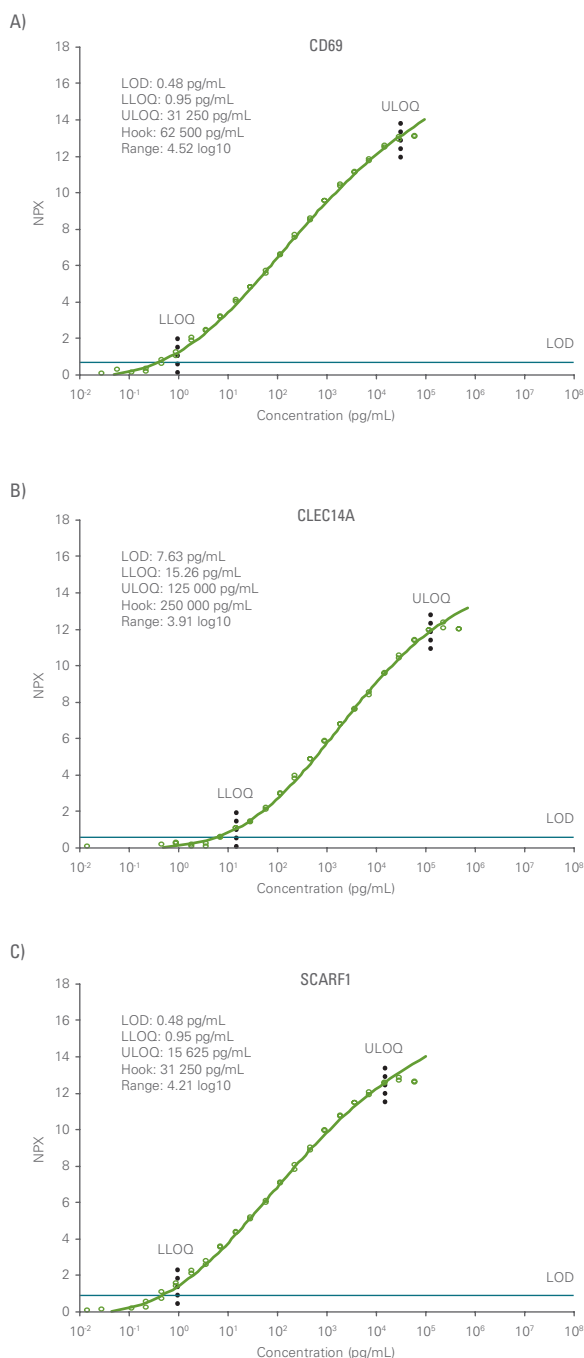 A)
CD69
18
16
14
12
10
8
6
4
2
0
NPX
LOD: 0.48 pg/mL
LLOQ: 0.95 pg/mL
ULOQ: 31 250 pg/mL
Hook: 62 500 pg/mL
Range: 4.52 log10
ULOQ
LLOQ
LOD
10-2 10-1 100 101 102 103 104 105 106 107 108
Concentration (pg/mL)
B)
CLEC14A
18
16
14
12
10
8
6
4
2
0
NPX
LOD: 7.63 pg/mL
LLOQ: 15.26 pg/mL
ULOQ: 125 000 pg/mL
Hook: 250 000 pg/mL
Range: 3.91 log10
ULOQ
LLOQ
LOD
10-2 10-1 100 101 102 103 104 105 106 107 108
Concentration (pg/mL)
C)
SCARF1
18
16
14
12
10
8
6
4
2
0
NPX
LOD: 0.48 pg/mL
LLOQ: 0.95 pg/mL
ULOQ: 15 625 pg/mL
Hook: 31 250 pg/mL
Range: 4.21 log10
ULOQ
LLOQ
LOD
10-2 10-1 100 101 102 103 104 105 106 107 108
Concentration (pg/mL)